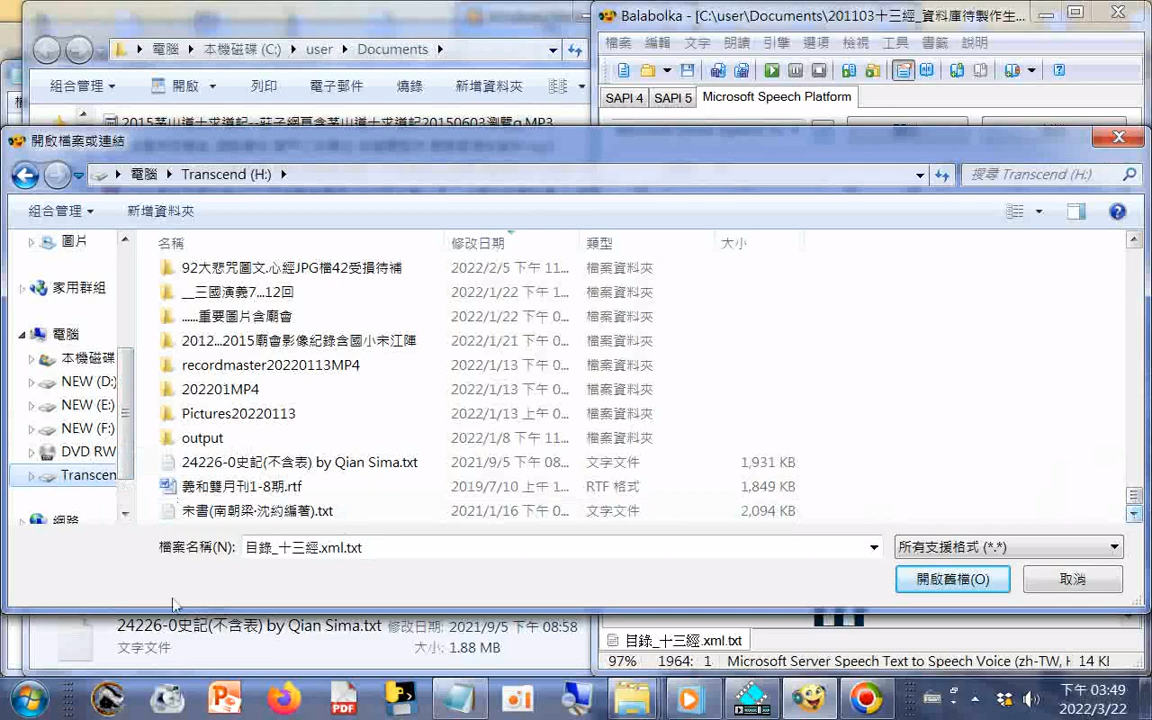 Balabolka - [C:\user\Documents\201103十三經_資料庫待製作生...
電腦 本機磁碟 (C:) user Documents
檔案 編輯 文字 朗讀 引擎 選項 檢視 工具 書籤 說明
組合管理 開啟 列印 電子郵件 燒錄 新增資料夾
SAPI 4 SAPI 5 Microsoft Speech Platform
開啟檔案或連結
電腦 Transcend (H:)
搜尋 Transcend (H:)
組合管理 新增資料夾
名稱 修改日期 類型 大小
圖片
家用群組
電腦
本機磁碟
NEW (D:)
NEW (E:)
NEW (F:)
DVD RW
Transcen
網路
92大悲咒圖文.心經JPG檔42受損待補 2022/2/5 下午 11... 檔案資料夾
__三國演義7...12回 2022/1/22 下午 1... 檔案資料夾
......重要圖片含廟會 2022/1/22 下午 0... 檔案資料夾
2012...2015廟會影像紀錄含國小宋江陣 2022/1/21 下午 0... 檔案資料夾
recordmaster20220113MP4 2022/1/13 下午 0... 檔案資料夾
202201MP4 2022/1/13 下午 0... 檔案資料夾
Pictures20220113 2022/1/13 上午 0... 檔案資料夾
output 2022/1/8 下午 11... 檔案資料夾
24226-0史記(不含表) by Qian Sima.txt 2021/9/5 下午 08... 文字文件 1,931 KB
義和雙月刊1-8期.rtf 2019/7/10 上午 1... RTF 格式 1,849 KB
宋書(南朝梁·沈約編著).txt 2021/1/16 下午 0... 文字文件 2,094 KB
檔案名稱(N): 目錄_十三經.xml.txt 所有支援格式 (*.*)
開啟舊檔(O) 取消
24226-0史記(不含表) by Qian Sima.txt 修改日期: 2021/9/5 下午 08:58
文字文件 大小: 1.88 MB
目錄_十三經.xml.txt
97% 1964: 1 Microsoft Server Speech Text to Speech Voice (zh-TW, H 14 KI
下午 03:49
2022/3/22